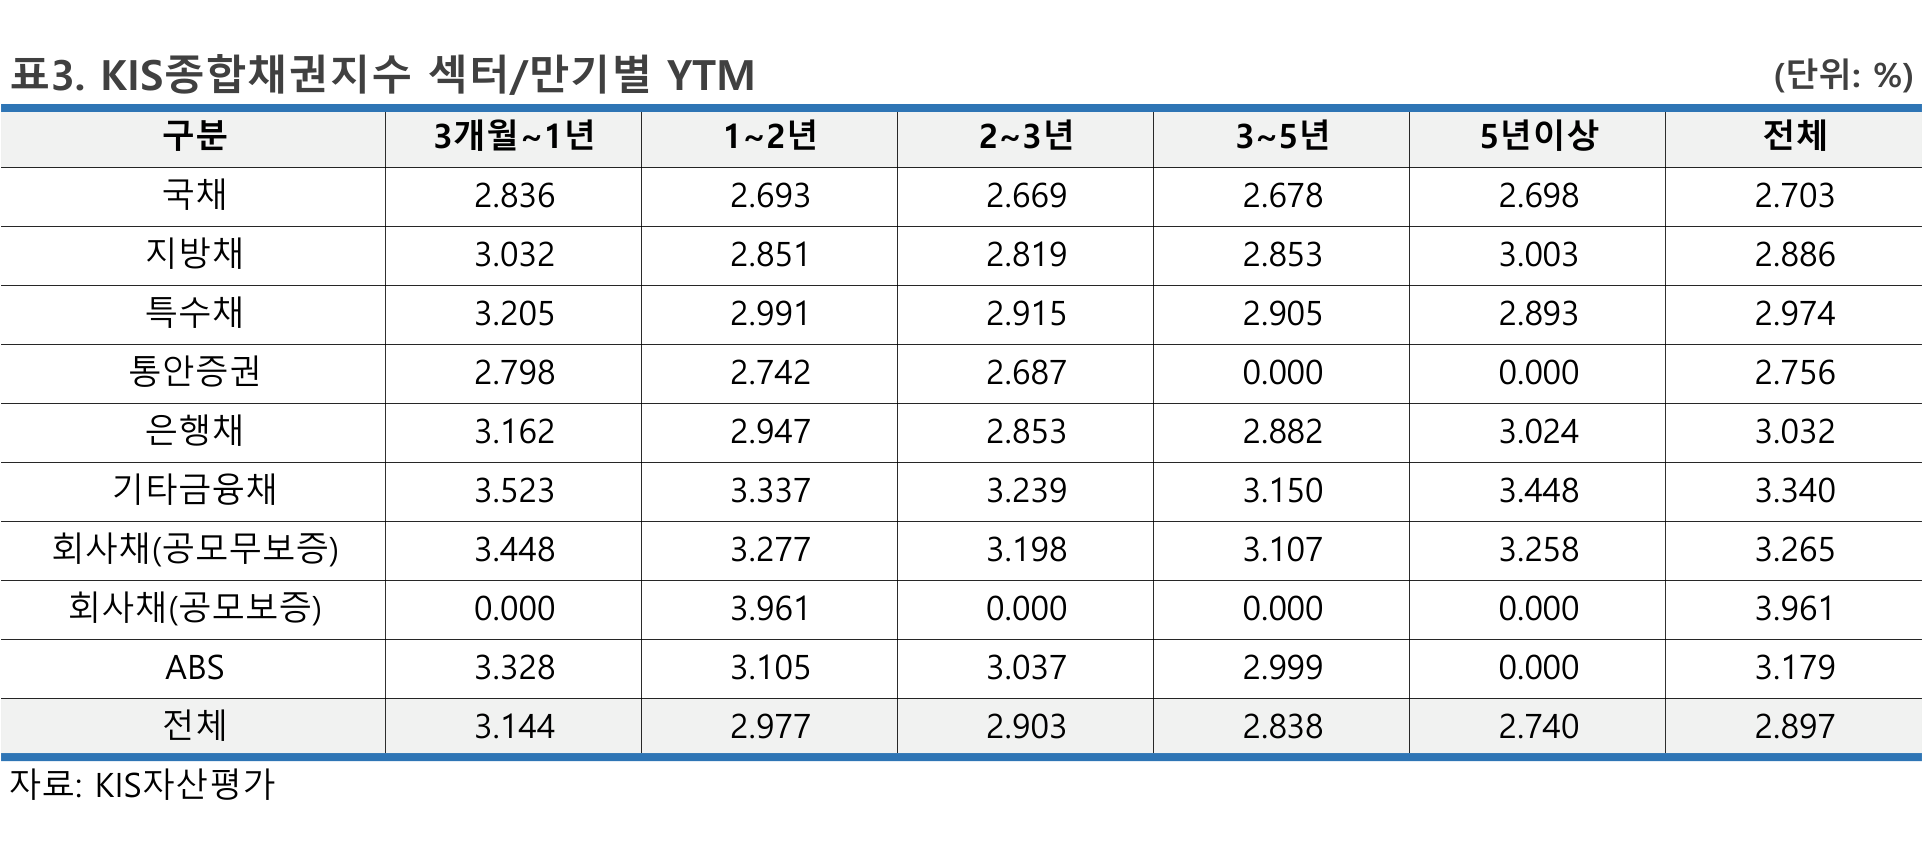 표3. KIS종합채권지수 섹터/만기별 YTM (단위: %)
구분 3개월~1년 1~2년 2~3년 3~5년 5년이상 전체
국채 2.836 2.693 2.669 2.678 2.698 2.703
지방채 3.032 2.851 2.819 2.853 3.003 2.886
특수채 3.205 2.991 2.915 2.905 2.893 2.974
통안증권 2.798 2.742 2.687 0.000 0.000 2.756
은행채 3.162 2.947 2.853 2.882 3.024 3.032
기타금융채 3.523 3.337 3.239 3.150 3.448 3.340
회사채(공모무보증) 3.448 3.277 3.198 3.107 3.258 3.265
회사채(공모보증) 0.000 3.961 0.000 0.000 0.000 3.961
ABS 3.328 3.105 3.037 2.999 0.000 3.179
전체 3.144 2.977 2.903 2.838 2.740 2.897
자료: KIS자산평가